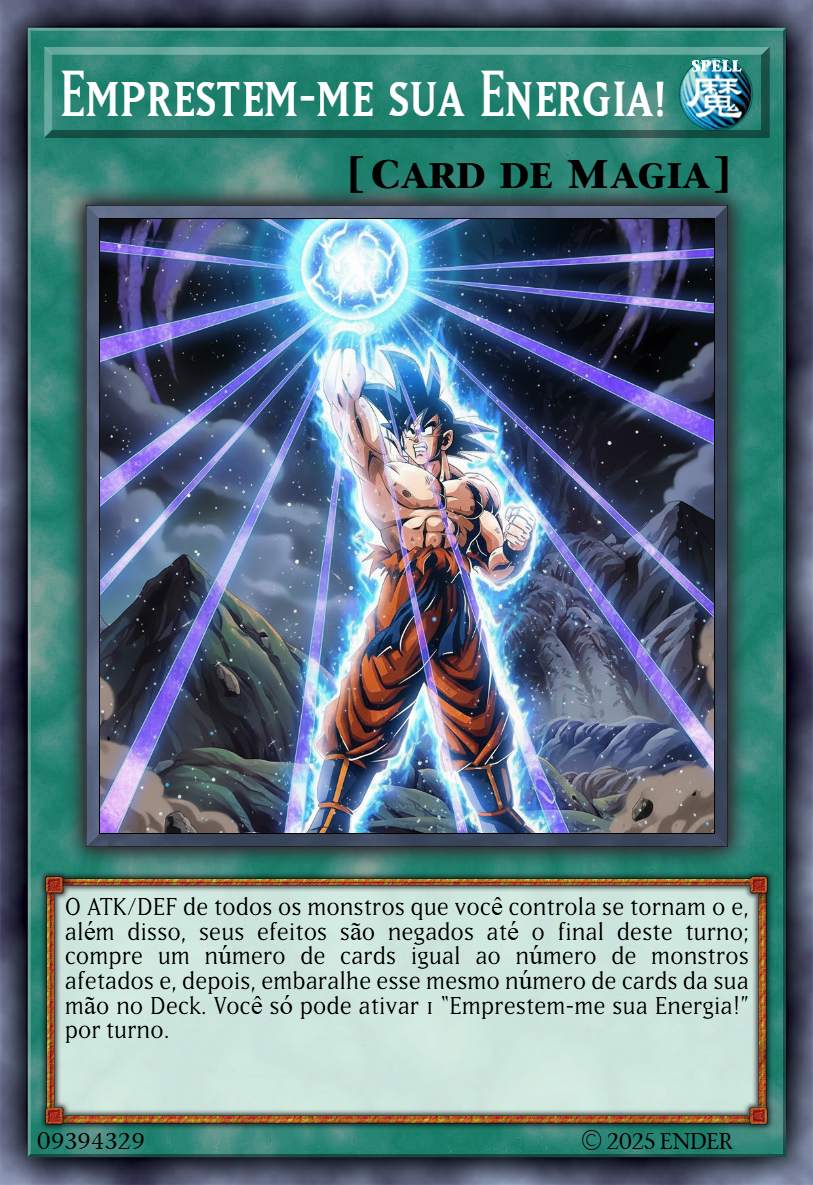 Emprestem-me sua Energia!
SPELL
魔
[Card de Magia]
O ATK/DEF de todos os monstros que você controla se tornam 0 e,
além disso, seus efeitos são negados até o final deste turno;
compre um número de cards igual ao número de monstros
afetados e, depois, embaralhe esse mesmo número de cards da sua
mão no Deck. Você só pode ativar 1 "Emprestem-me sua Energia!"
por turno.
09394329
© 2025 ENDER